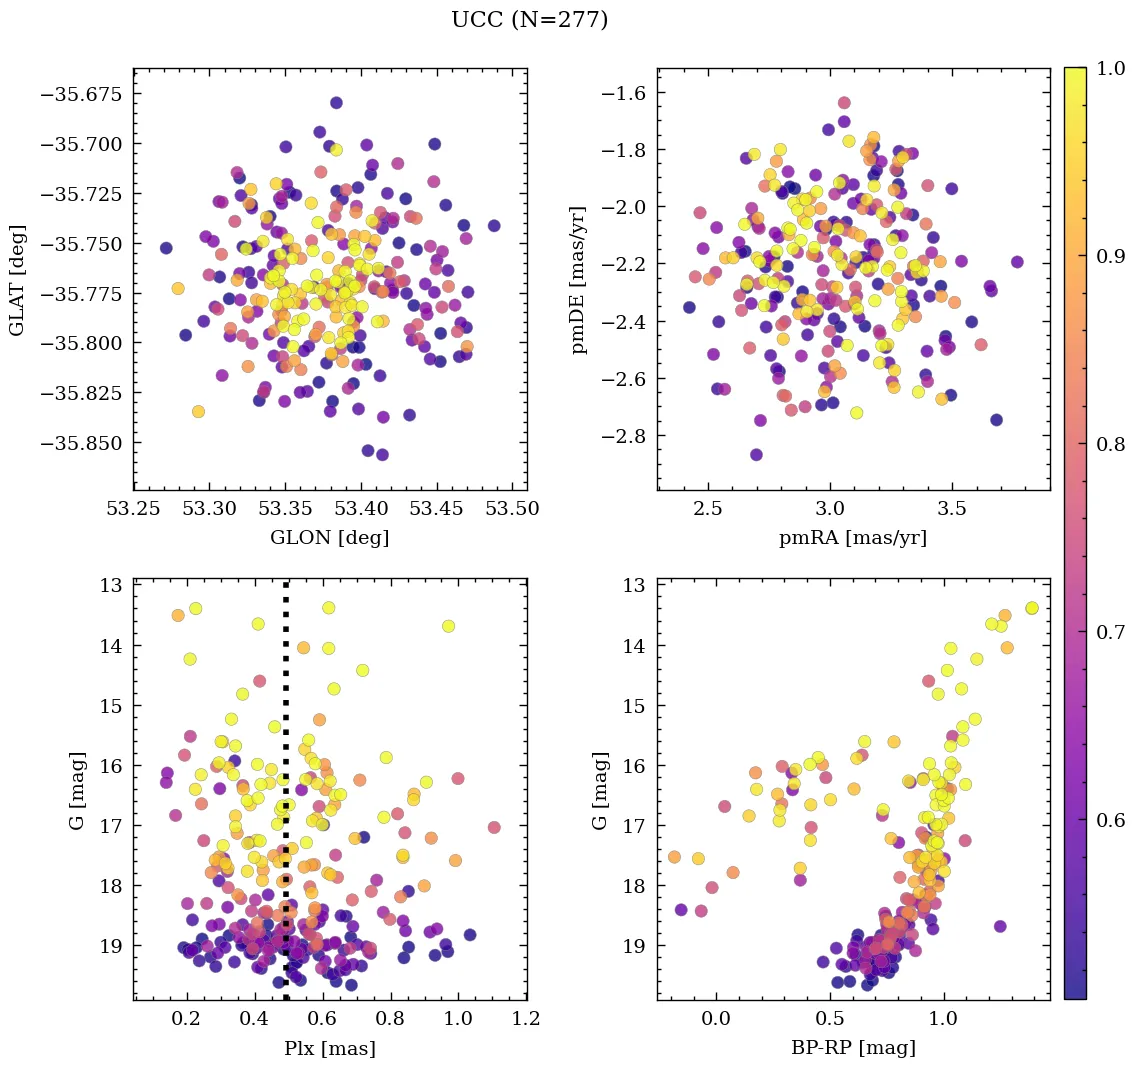 UCC (N=277)
−35.675
−35.700
−35.725
−35.750
−35.775
−35.800
−35.825
−35.850
GLAT [deg]
53.25 53.30 53.35 53.40 53.45 53.50
GLON [deg]
−1.6
−1.8
−2.0
−2.2
−2.4
−2.6
−2.8
pmDE [mas/yr]
2.5 3.0 3.5
pmRA [mas/yr]
13
14
15
16
17
18
19
G [mag]
0.2 0.4 0.6 0.8 1.0 1.2
Plx [mas]
13
14
15
16
17
18
19
G [mag]
0.0 0.5 1.0
BP-RP [mag]
1.0
0.9
0.8
0.7
0.6